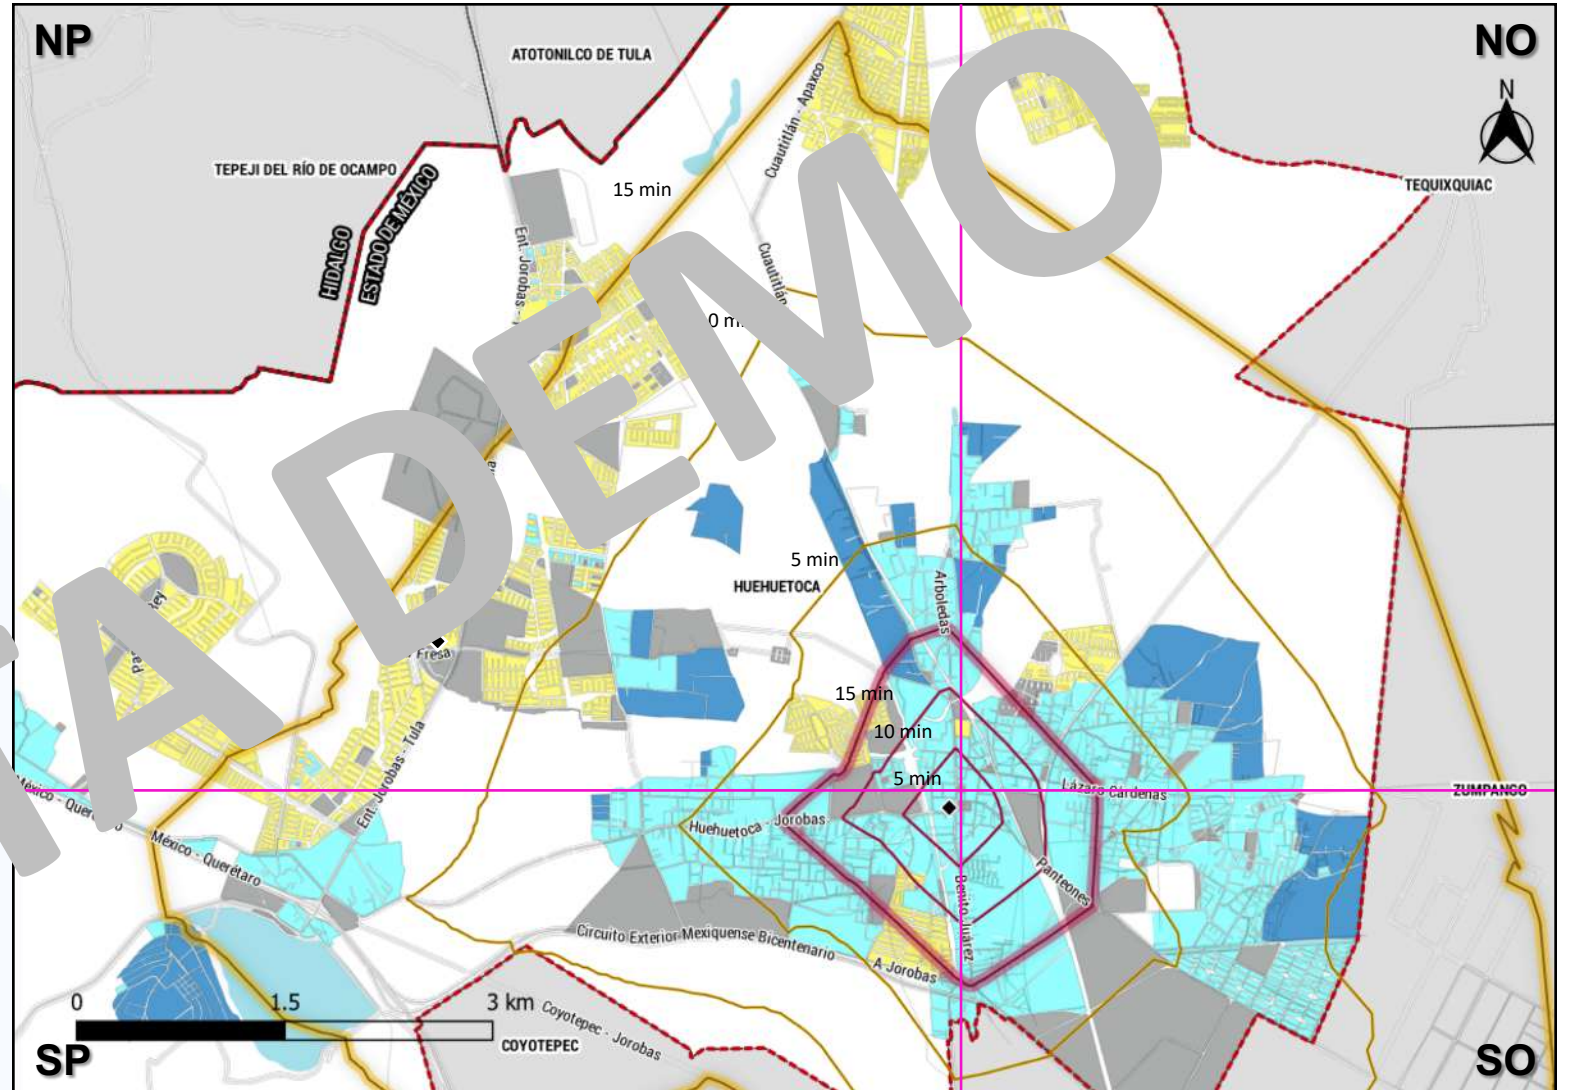 NP
NO
ATOTONILCO DE TULA
N
TEPEJI DEL RÍO DE OCAMPO
HIDALGO
ESTADO DE MÉXICO
15 min
Cuautitlán - Apaxco
TEQUIXQUIAC
Ent. Jorobas -
Cuautitlán
A DEMO
5 min
HUEHUETOCA
Arboledas
Fresa
15 min
10 min
5 min
Lázaro Cárdenas
ZUMPANGO
México - Querétaro
Ent. Jorobas - Tula
Huehuetoca - Jorobas
México - Querétaro
Panteones
Benito Juárez
Circuito Exterior Mexiquense Bicentenario
A Jorobas
0
1.5
3 km
Coyotepec - Jorobas
COYOTEPEC
SP
SO